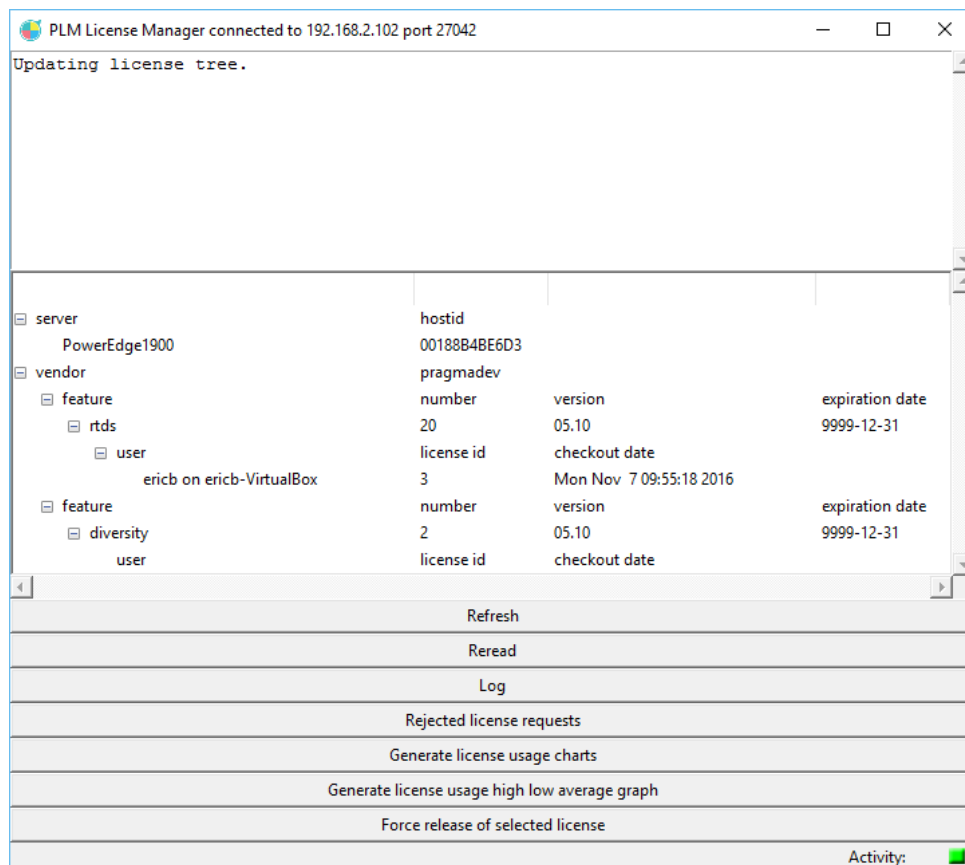 PLM License Manager connected to 192.168.2.102 port 27042
Updating license tree.
server hostid
PowerEdge1900 00188B4BE6D3
vendor pragmadev
feature number version expiration date
rtds 20 05.10 9999-12-31
user license id checkout date
ericb on ericb-VirtualBox 3 Mon Nov  7 09:55:18 2016
feature number version expiration date
diversity 2 05.10 9999-12-31
user license id checkout date
Refresh
Reread
Log
Rejected license requests
Generate license usage charts
Generate license usage high low average graph
Force release of selected license
Activity: